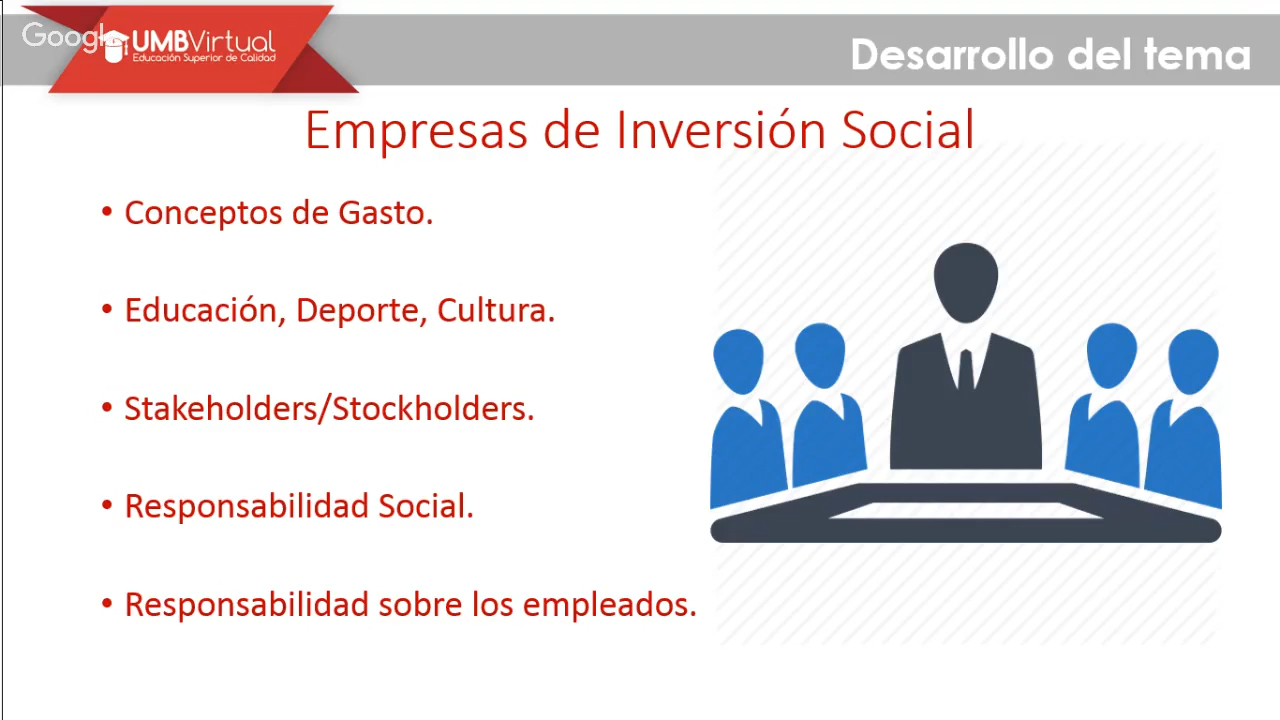 Google
UMBVirtual
Educación Superior de Calidad
Desarrollo del tema
Empresas de Inversión Social
• Conceptos de Gasto.
• Educación, Deporte, Cultura.
• Stakeholders/Stockholders.
• Responsabilidad Social.
• Responsabilidad sobre los empleados.